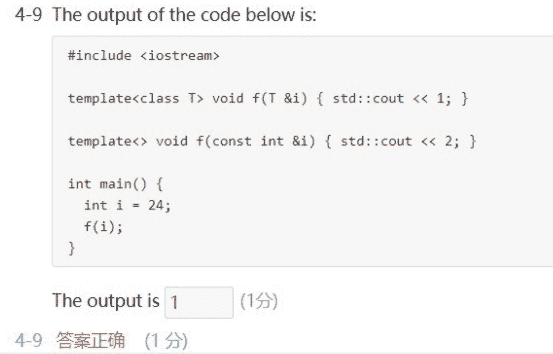 4-9 The output of the code below is:
#include <iostream>
template<class T> void f(T &i) { std::cout << 1; }
template<> void f(const int &i) { std::cout << 2; }
int main() {
int i = 24;
f(i);
}
The output is 1 (1分)
4-9 答案正确 (1 分)